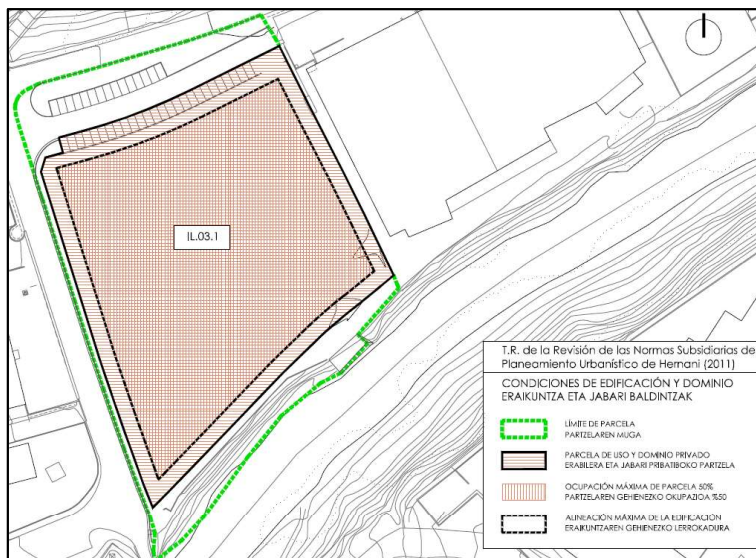 IL.03.1
T.R. de la Revisión de las Normas Subsidiarias de
Planeamiento Urbanístico de Hernani (2011)
CONDICIONES DE EDIFICACIÓN Y DOMINIO
ERAIKUNTZA ETA JABARI BALDINTZAK
LÍMITE DE PARCELA
PARTZELAREN MUGA
PARCELA DE USO Y DOMINIO PRIVADO
ERABILERA ETA JABARI PRIBATIBOKO PARTZELA
OCUPACIÓN MÁXIMA DE PARCELA 50%
PARTZELAREN GEHIENEZKO OKUPAZIOA %50
ALINEACIÓN MÁXIMA DE LA EDIFICACIÓN
ERAIKUNTZAREN GEHIENEZKO LERROKADURA